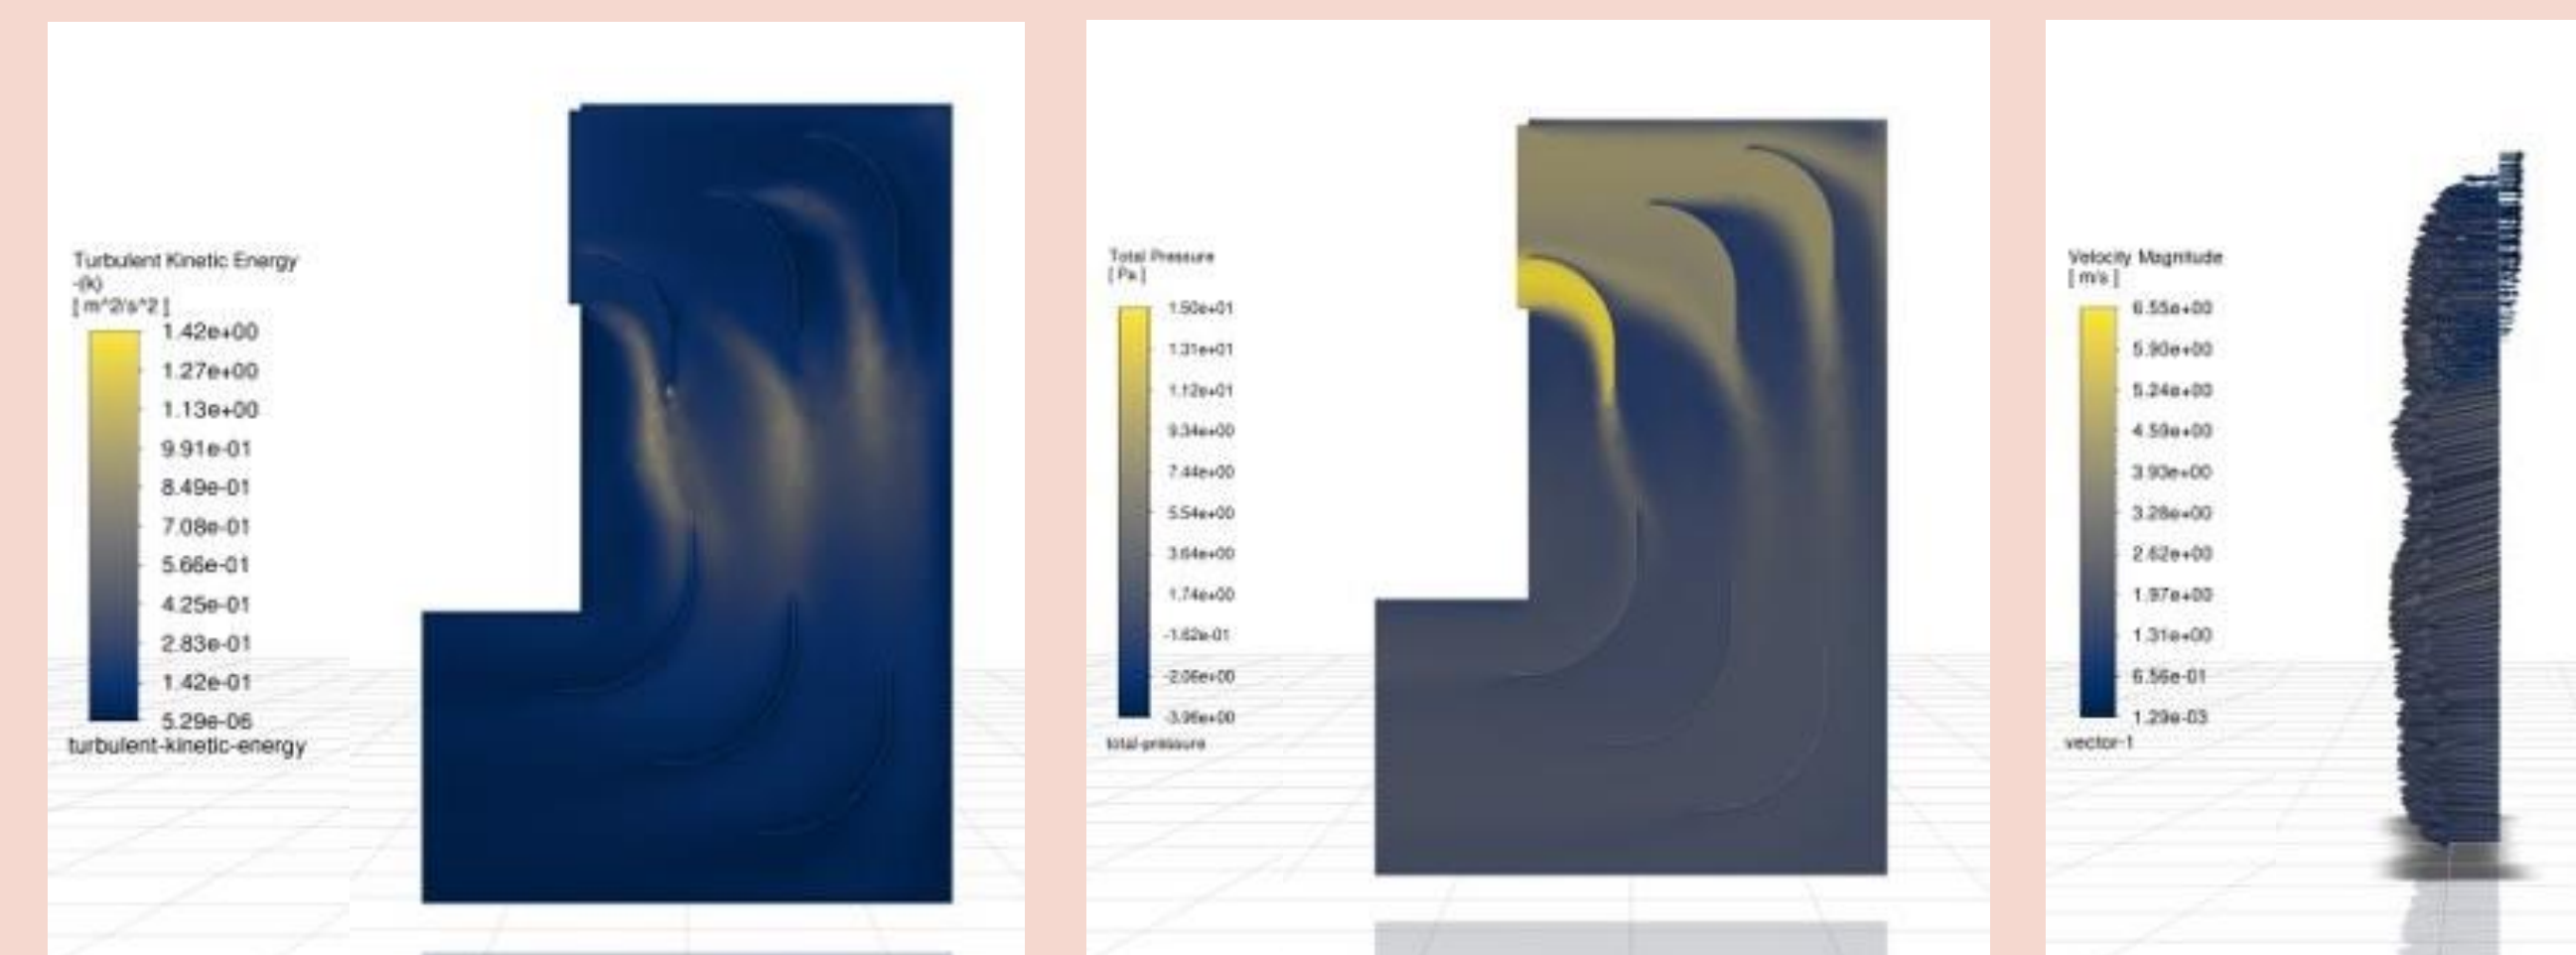 Turbulent Kinetic Energy
-(k)
[ m^2/s^2 ]
1.42e+00
1.27e+00
1.13e+00
9.91e-01
8.49e-01
7.08e-01
5.66e-01
4.25e-01
2.83e-01
1.42e-01
5.29e-06
turbulent-kinetic-energy
Total Pressure
[ Pa ]
1.50e+01
1.31e+01
1.12e+01
9.34e+00
7.44e+00
5.54e+00
3.64e+00
1.74e+00
-1.62e-01
-2.06e+00
-3.96e+00
total-pressure
Velocity Magnitude
[ m/s ]
6.55e+00
5.90e+00
5.24e+00
4.59e+00
3.93e+00
3.28e+00
2.62e+00
1.97e+00
1.31e+00
6.56e-01
1.29e-03
vector-1